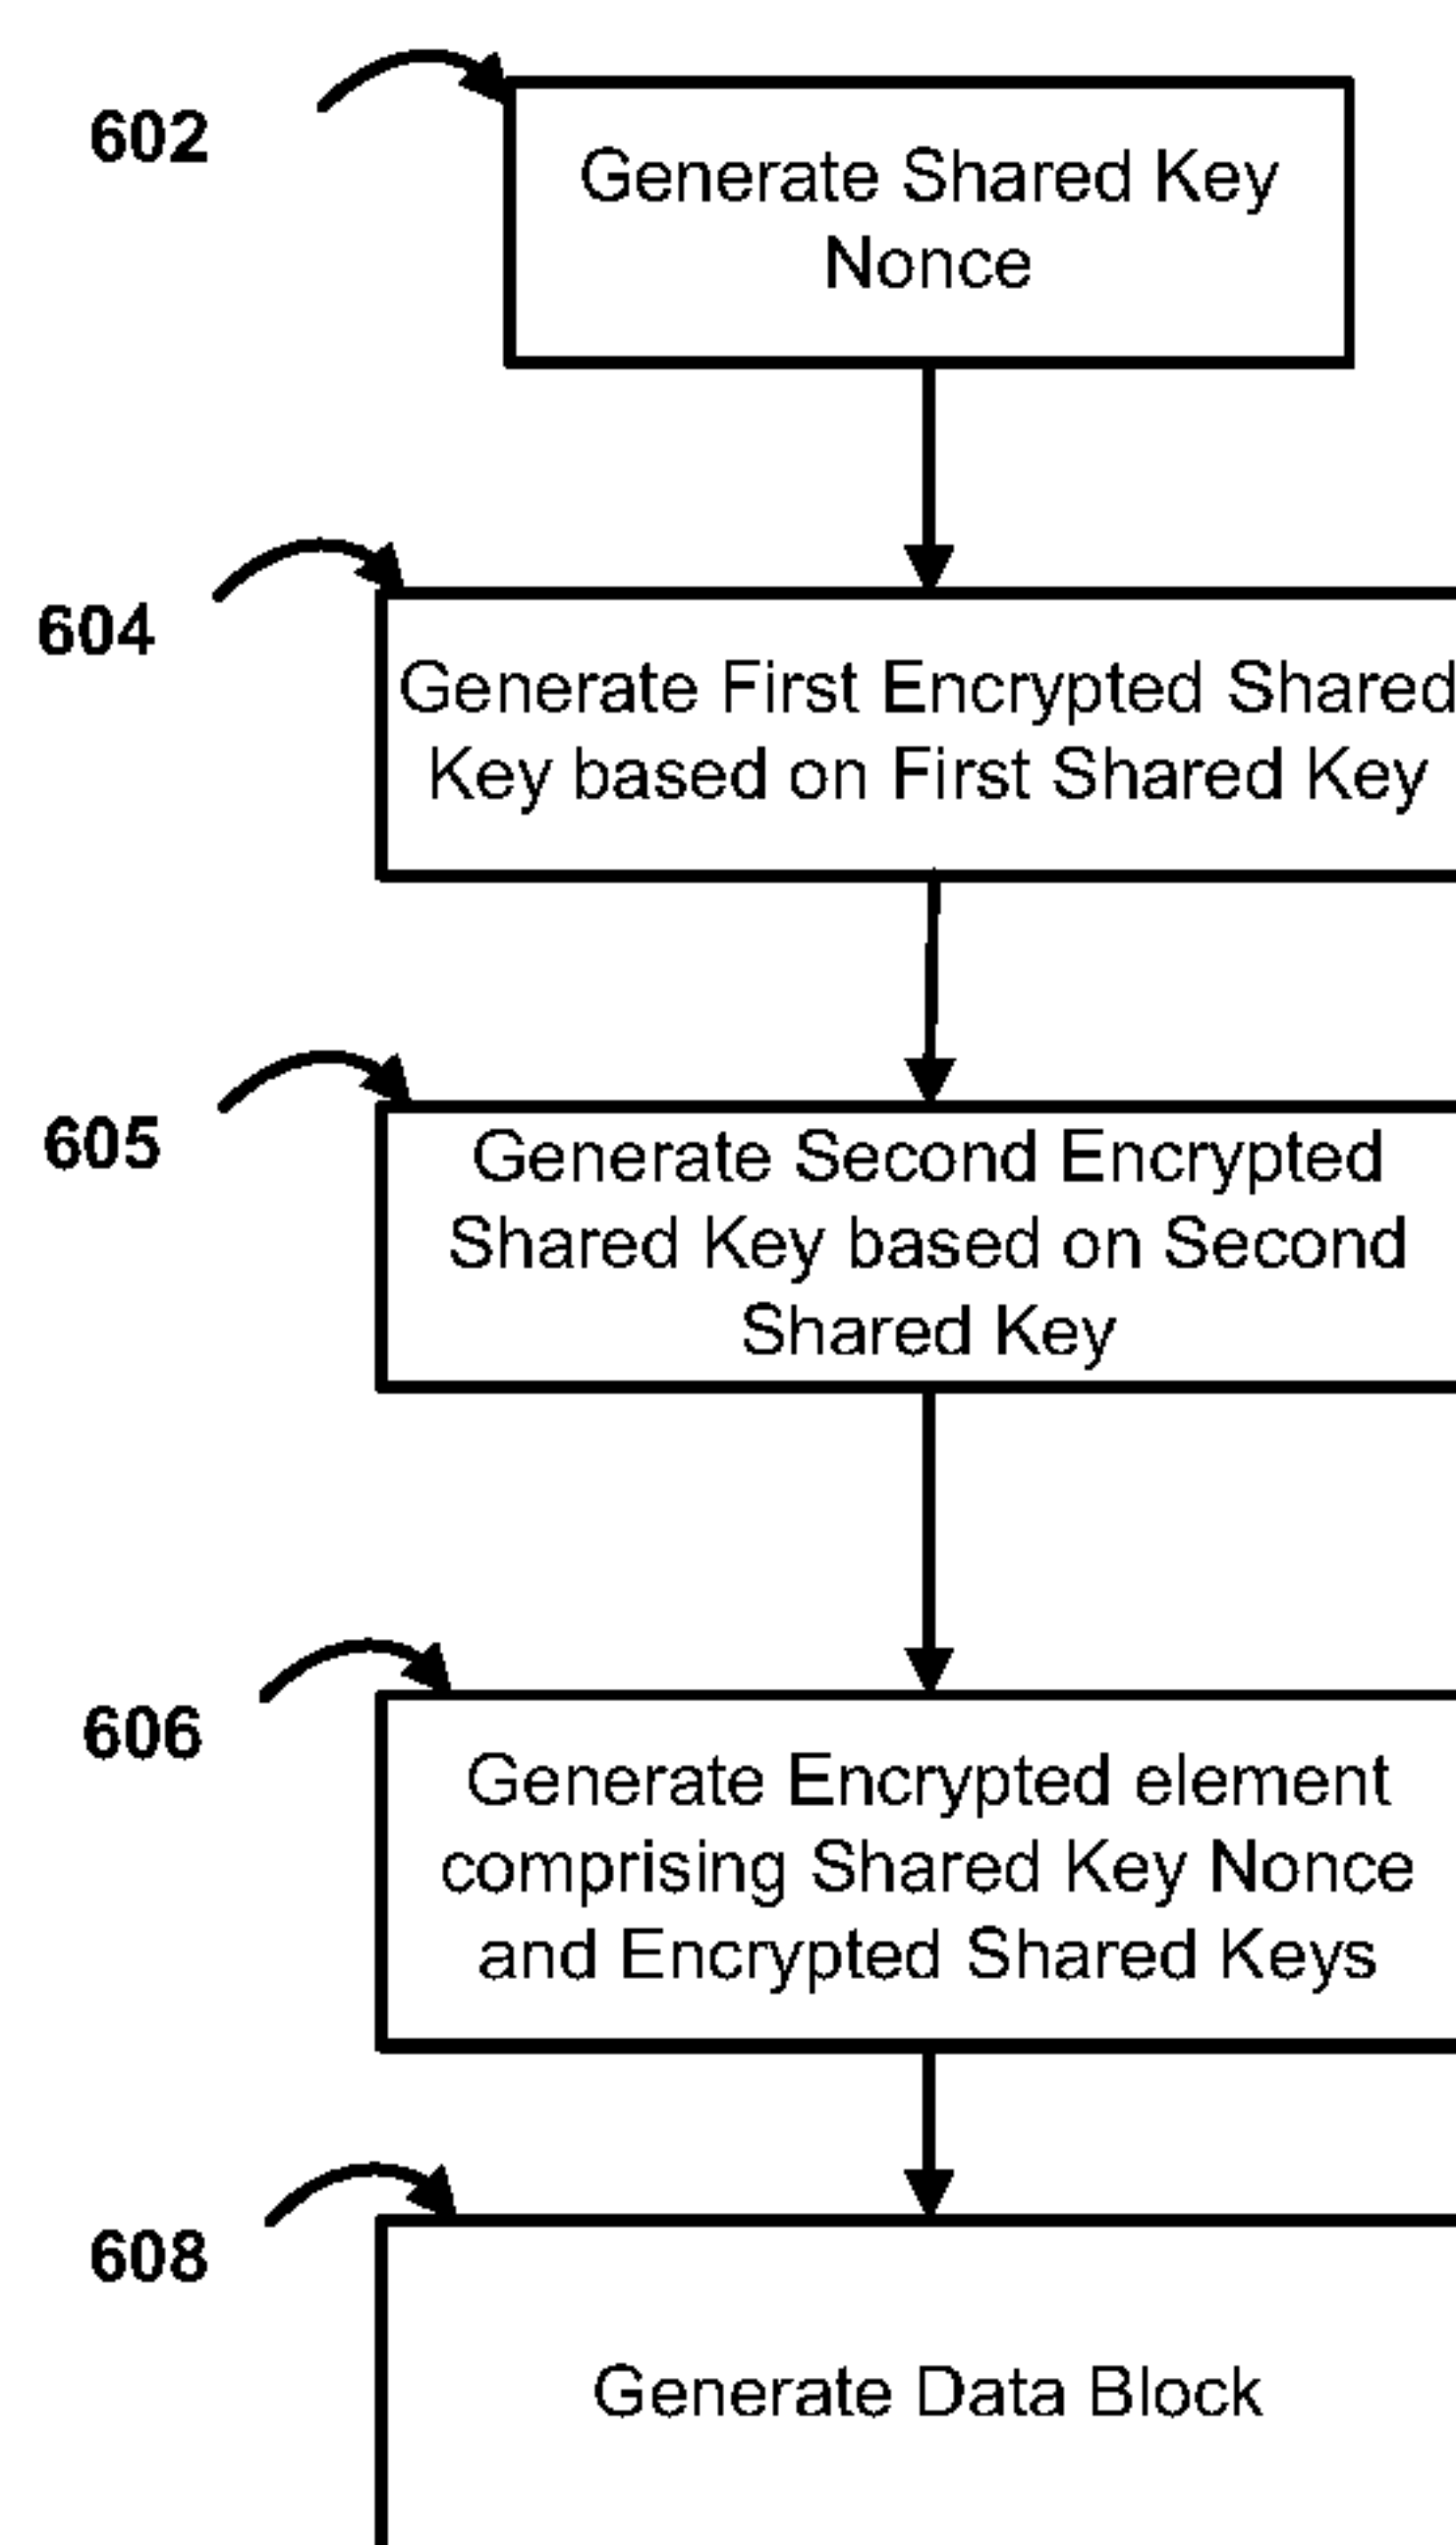 602
Generate Shared Key
Nonce
604
Generate First Encrypted Shared
Key based on First Shared Key
605
Generate Second Encrypted
Shared Key based on Second
Shared Key
606
Generate Encrypted element
comprising Shared Key Nonce
and Encrypted Shared Keys
608
Generate Data Block